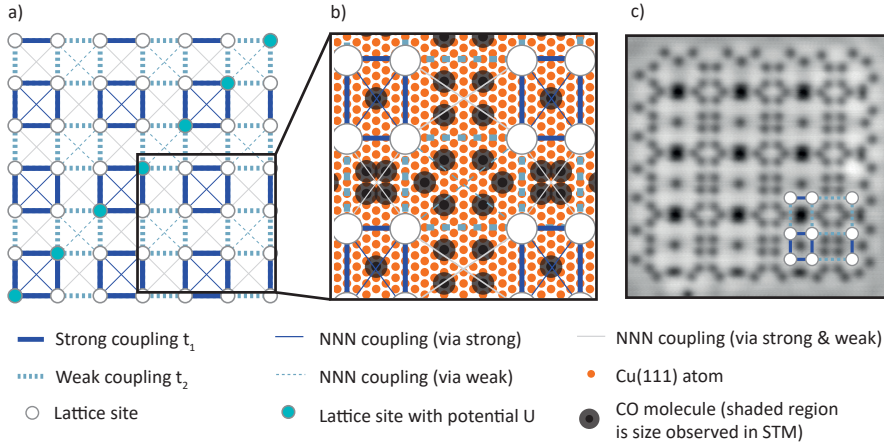 a)
b)
c)
Strong coupling t₁
NNN coupling (via strong)
NNN coupling (via strong & weak)
Weak coupling t₂
NNN coupling (via weak)
Cu(111) atom
Lattice site
Lattice site with potential U
CO molecule (shaded region
is size observed in STM)